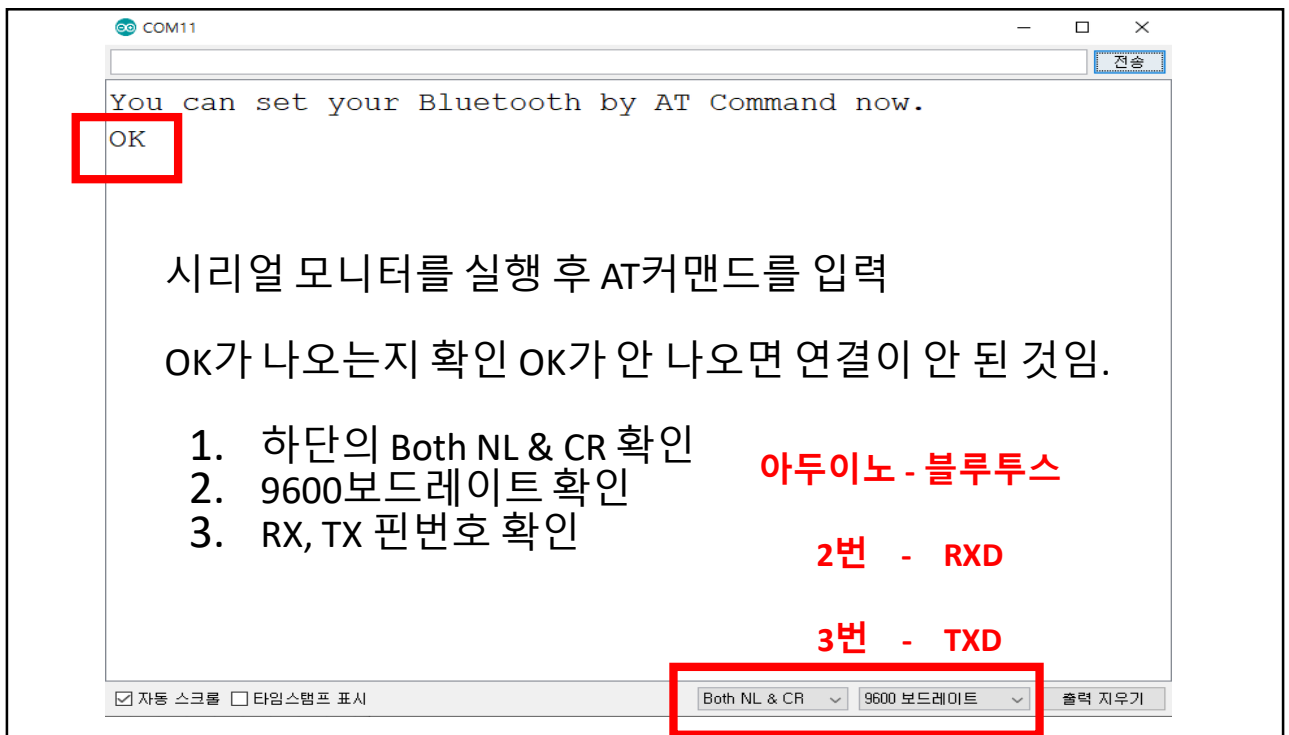 COM11
전송
You can set your Bluetooth by AT Command now.
OK
시리얼 모니터를 실행 후 AT커맨드를 입력
OK가 나오는지 확인 OK가 안 나오면 연결이 안 된 것임.
1. 하단의 Both NL & CR 확인
2. 9600보드레이트 확인
3. RX, TX 핀번호 확인
아두이노 - 블루투스
2번 - RXD
3번 - TXD
자동 스크롤 타임스탬프 표시 Both NL & CR 9600 보드레이트 출력 지우기